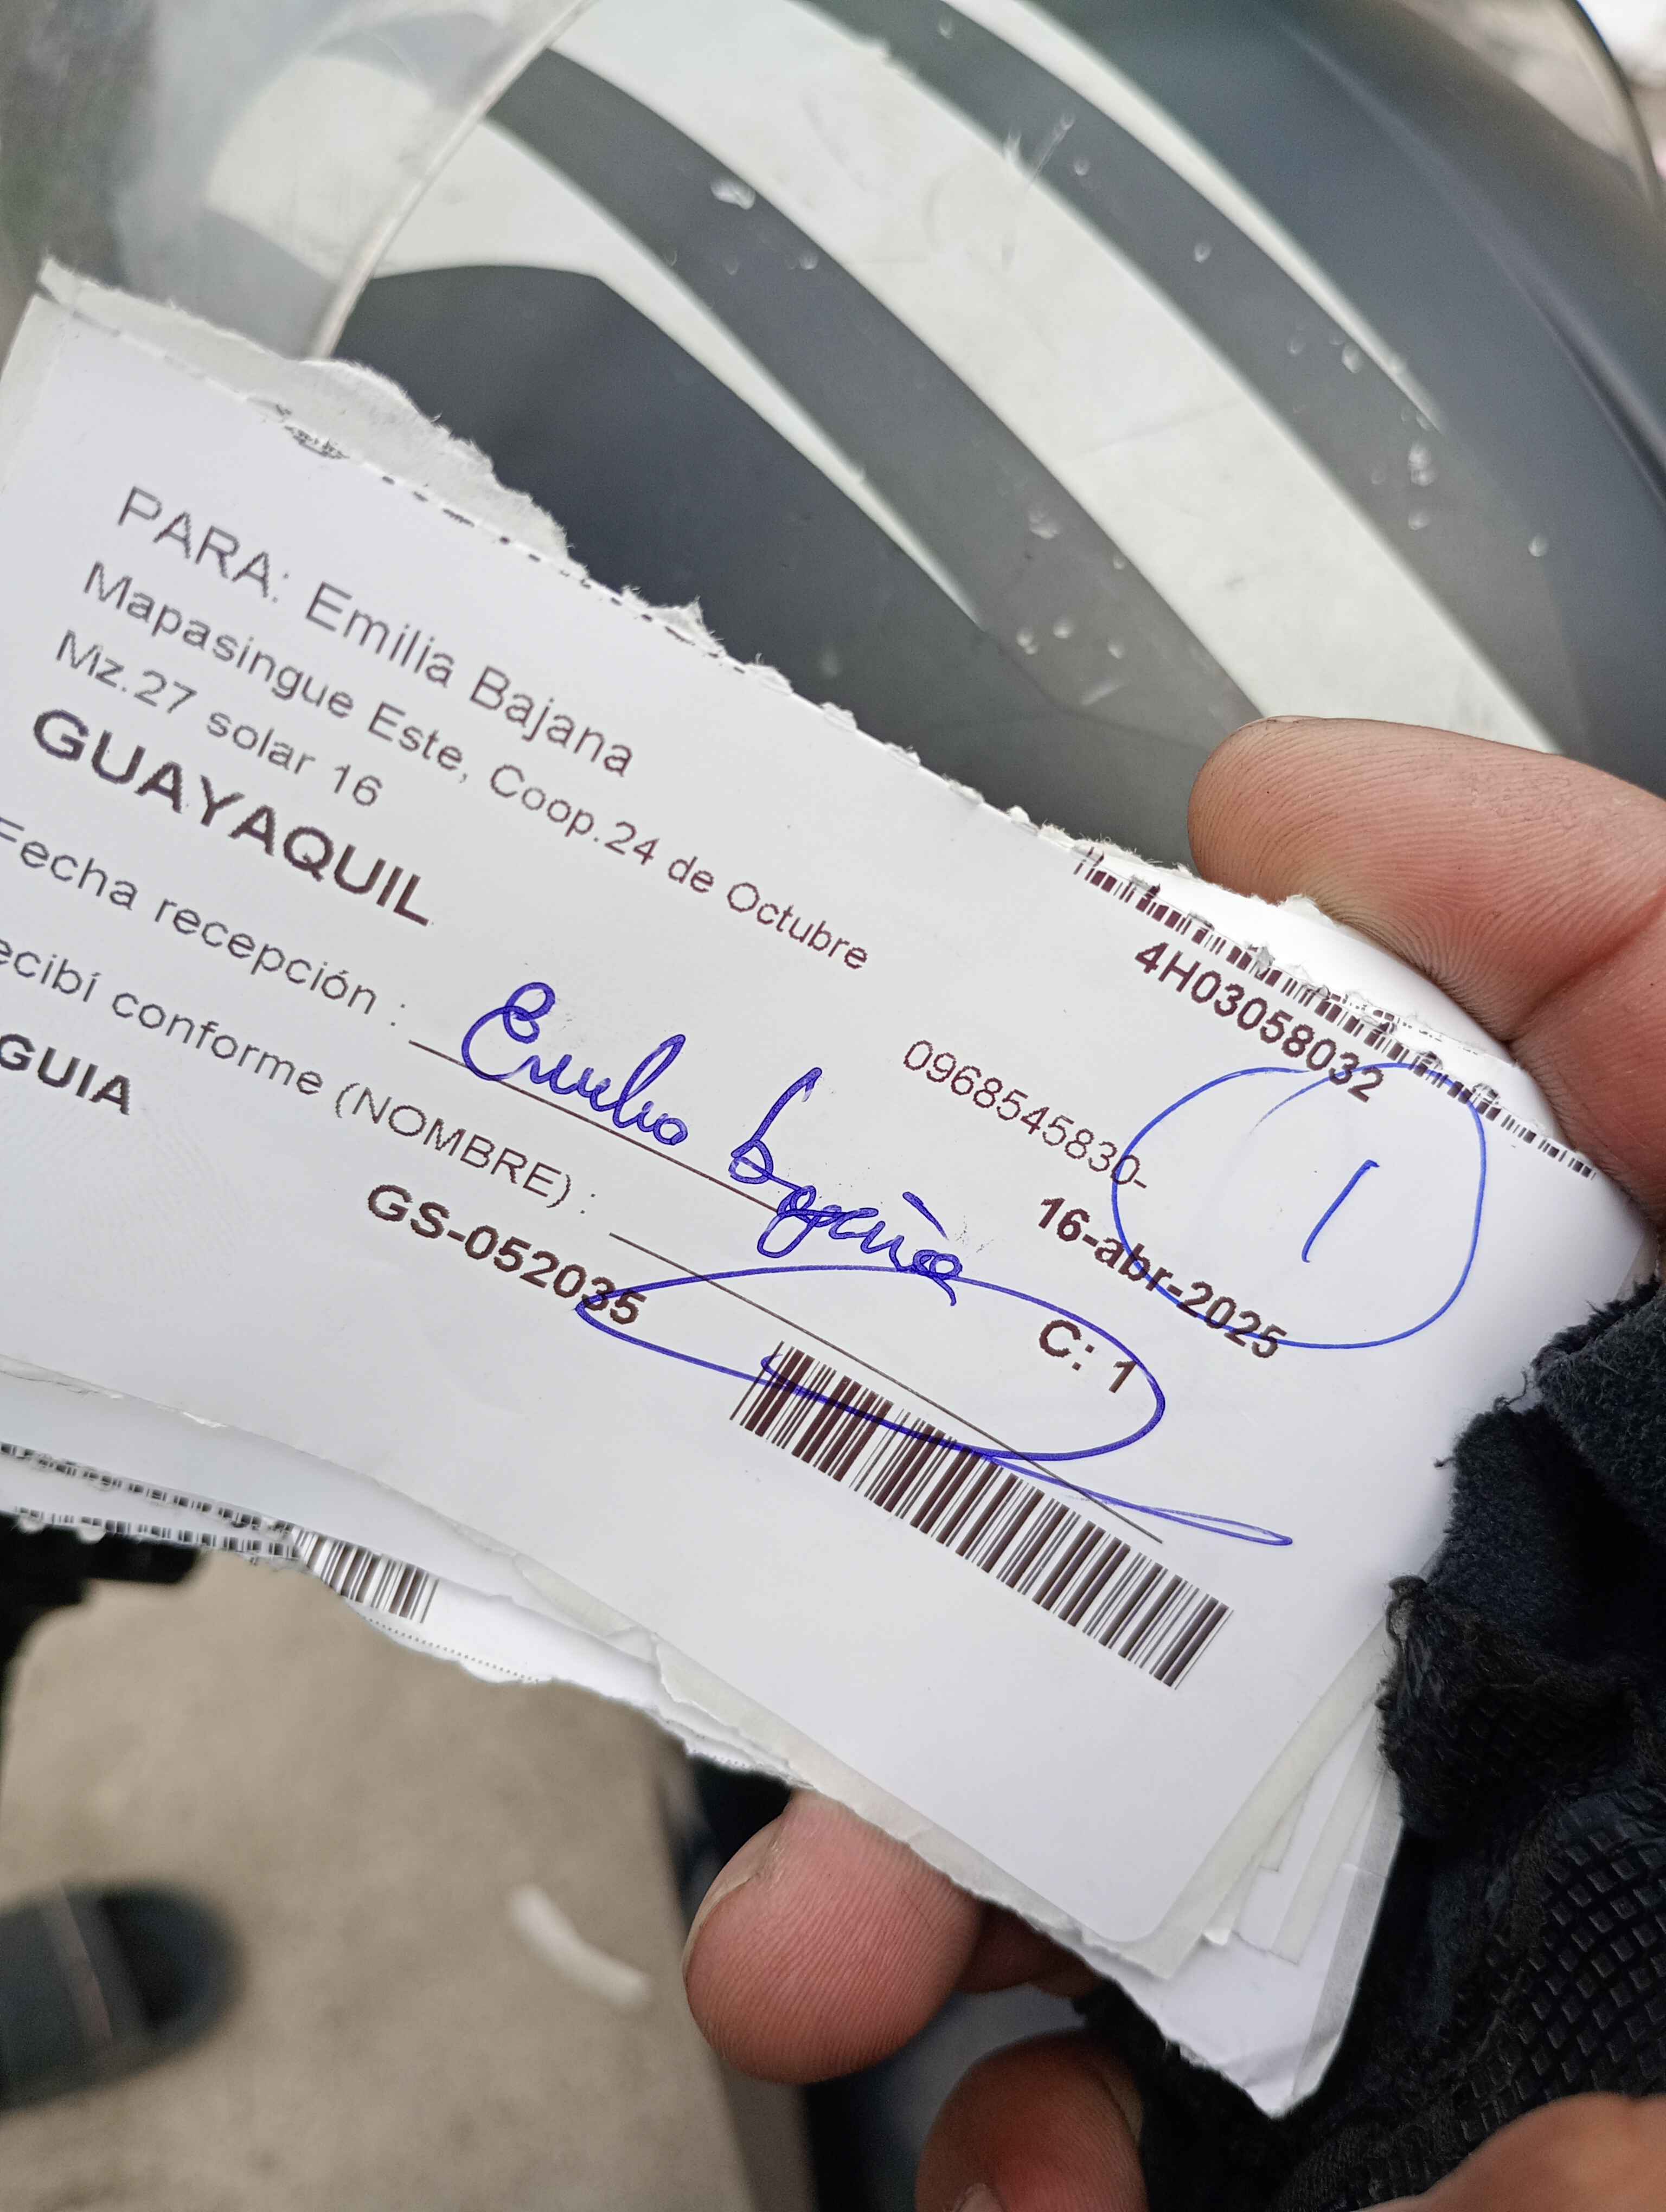 PARA: Emilia Bajana
Mapasingue Este, Coop.24 de Octubre
Mz.27 solar 16
GUAYAQUIL
4H03058032
0968545830-
Fecha recepción :
16-abr-2025
1
ecibí conforme (NOMBRE) :
C: 1
GUIA
GS-052035